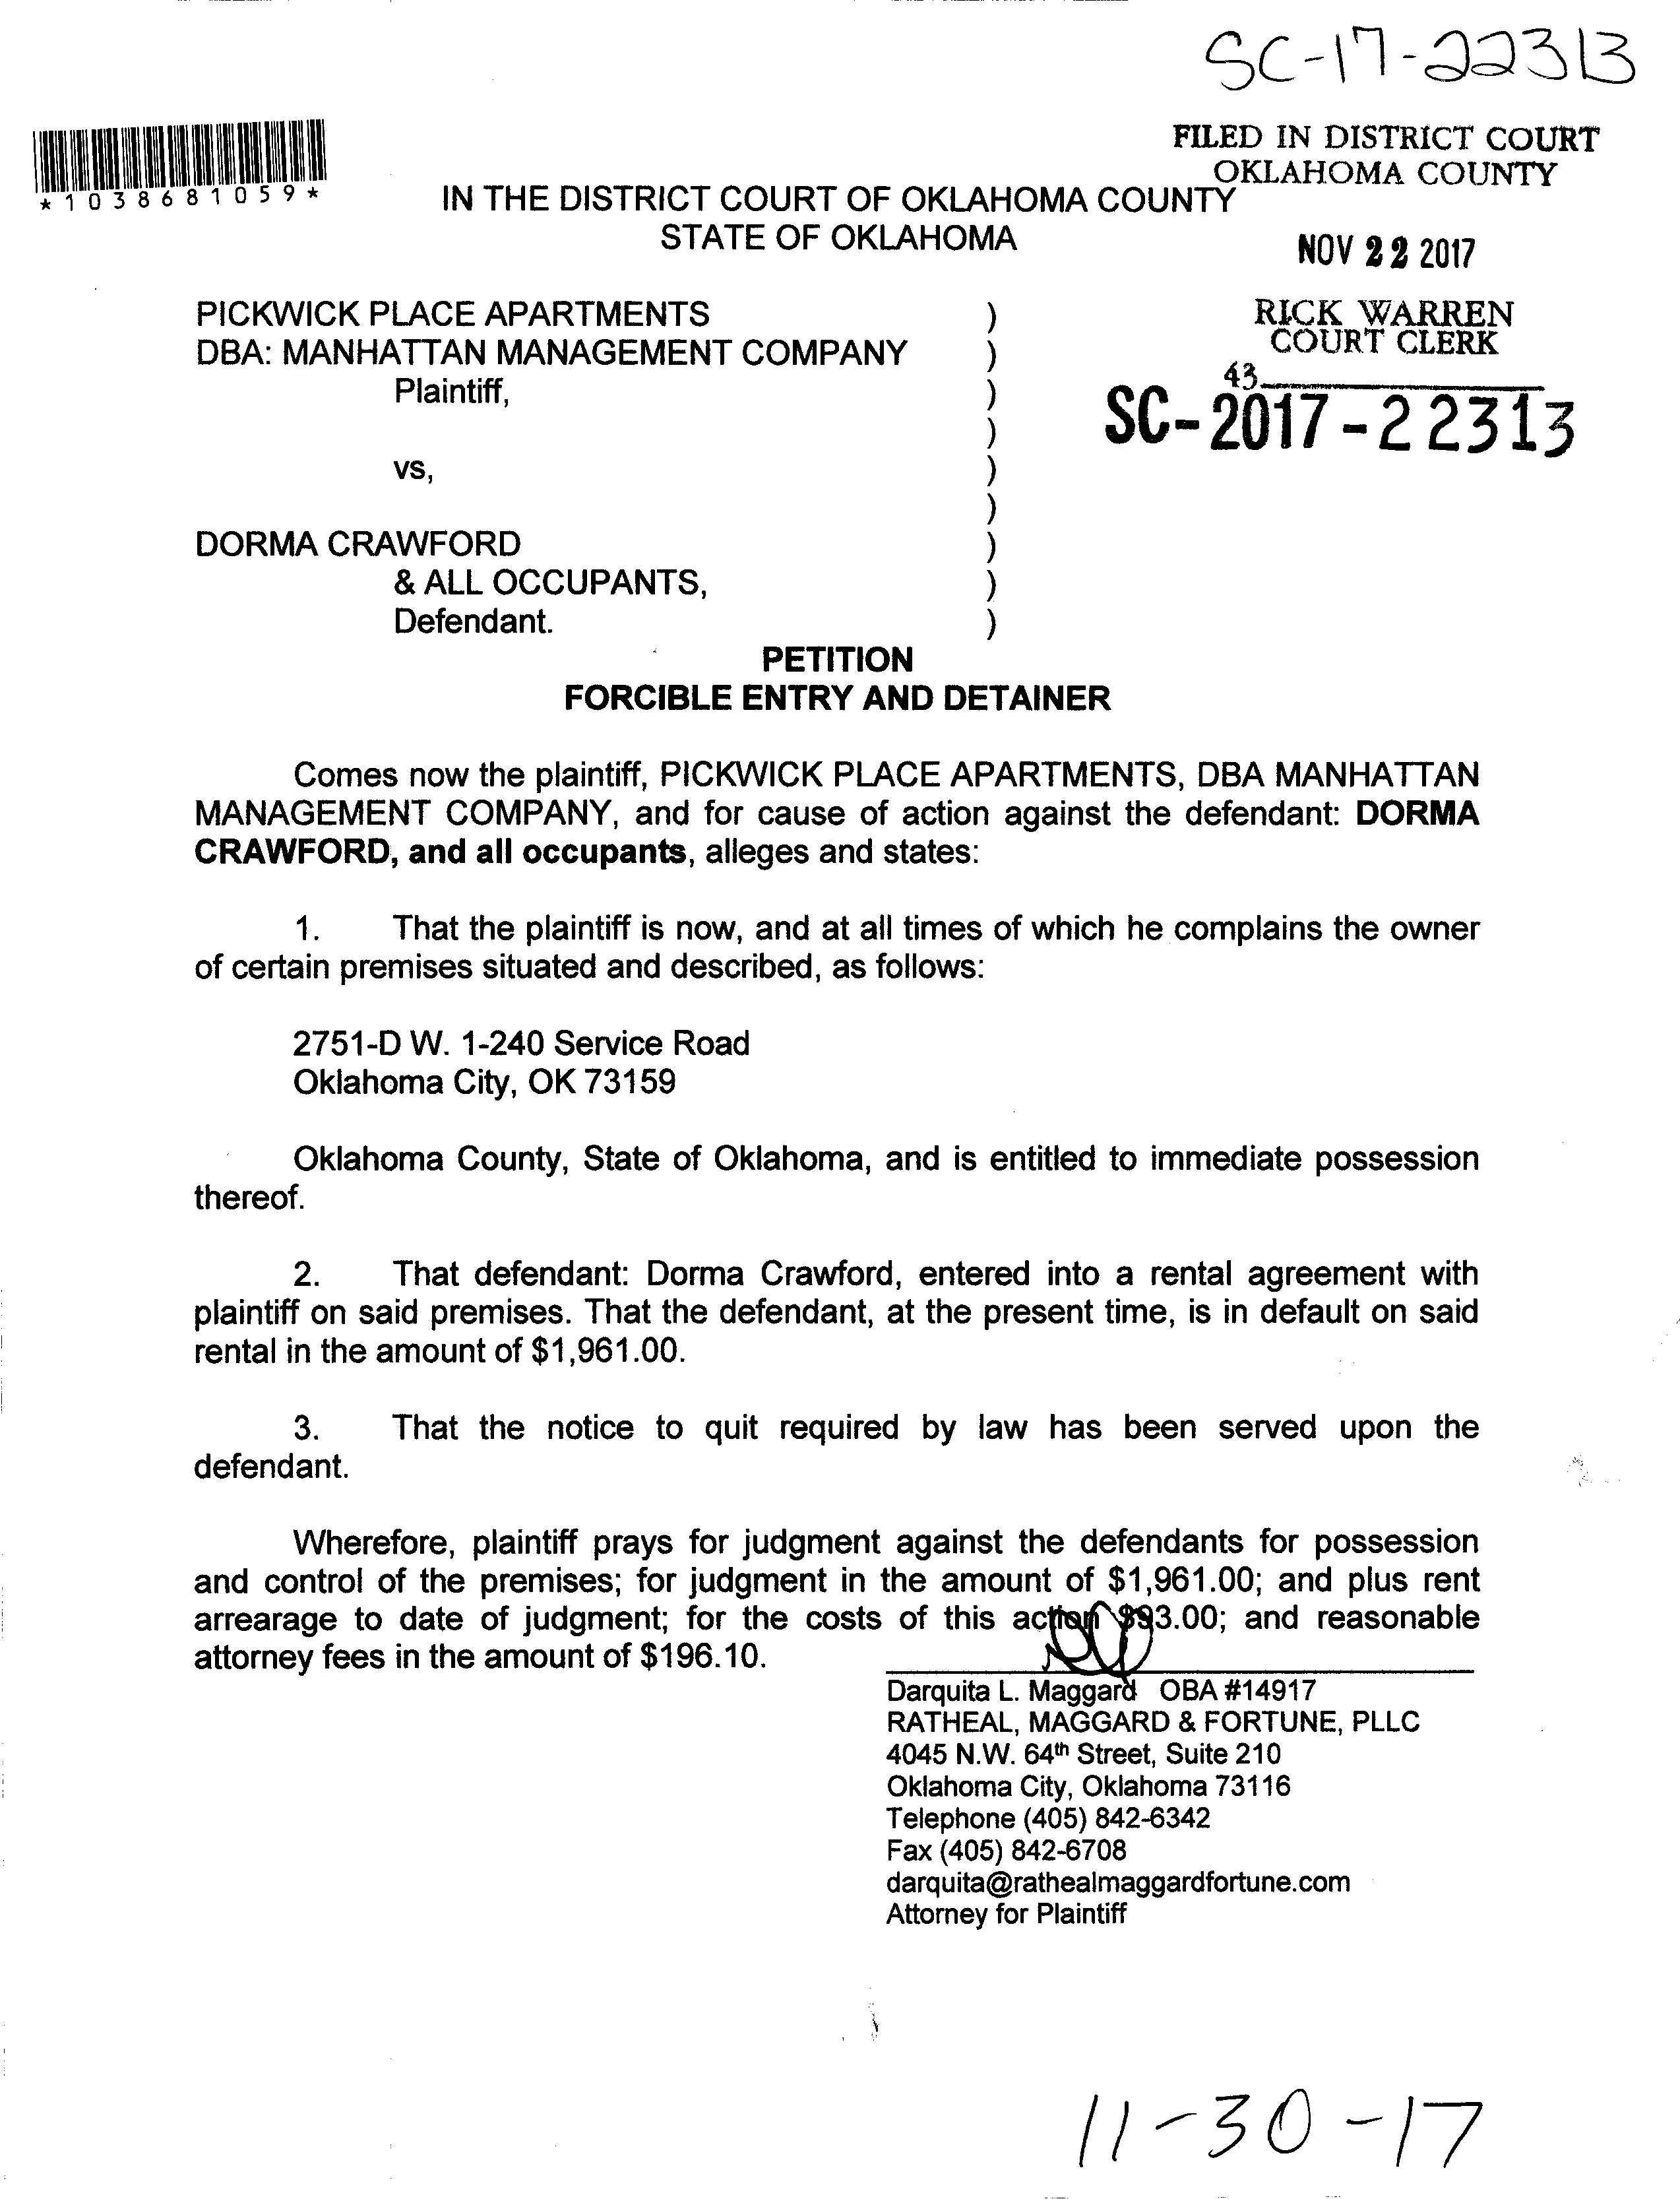 SC-17-22313
*1038681059*
FILED IN DISTRICT COURT
OKLAHOMA COUNTY
IN THE DISTRICT COURT OF OKLAHOMA COUNTY
STATE OF OKLAHOMA
NOV 22 2017
RICK WARREN
COURT CLERK
43
SC-2017-22313
PICKWICK PLACE APARTMENTS )
DBA: MANHATTAN MANAGEMENT COMPANY )
Plaintiff, )
)
vs, )
)
DORMA CRAWFORD )
& ALL OCCUPANTS, )
Defendant. )
PETITION
FORCIBLE ENTRY AND DETAINER
Comes now the plaintiff, PICKWICK PLACE APARTMENTS, DBA MANHATTAN
MANAGEMENT COMPANY, and for cause of action against the defendant: DORMA
CRAWFORD, and all occupants, alleges and states:
1. That the plaintiff is now, and at all times of which he complains the owner
of certain premises situated and described, as follows:
2751-D W. 1-240 Service Road
Oklahoma City, OK 73159
Oklahoma County, State of Oklahoma, and is entitled to immediate possession
thereof.
2. That defendant: Dorma Crawford, entered into a rental agreement with
plaintiff on said premises. That the defendant, at the present time, is in default on said
rental in the amount of $1,961.00.
3. That the notice to quit required by law has been served upon the
defendant.
Wherefore, plaintiff prays for judgment against the defendants for possession
and control of the premises; for judgment in the amount of $1,961.00; and plus rent
arrearage to date of judgment; for the costs of this action $93.00; and reasonable
attorney fees in the amount of $196.10.
Darquita L. Maggard OBA #14917
RATHEAL, MAGGARD & FORTUNE, PLLC
4045 N.W. 64th Street, Suite 210
Oklahoma City, Oklahoma 73116
Telephone (405) 842-6342
Fax (405) 842-6708
darquita@rathealmaggardfortune.com
Attorney for Plaintiff
11-30-17